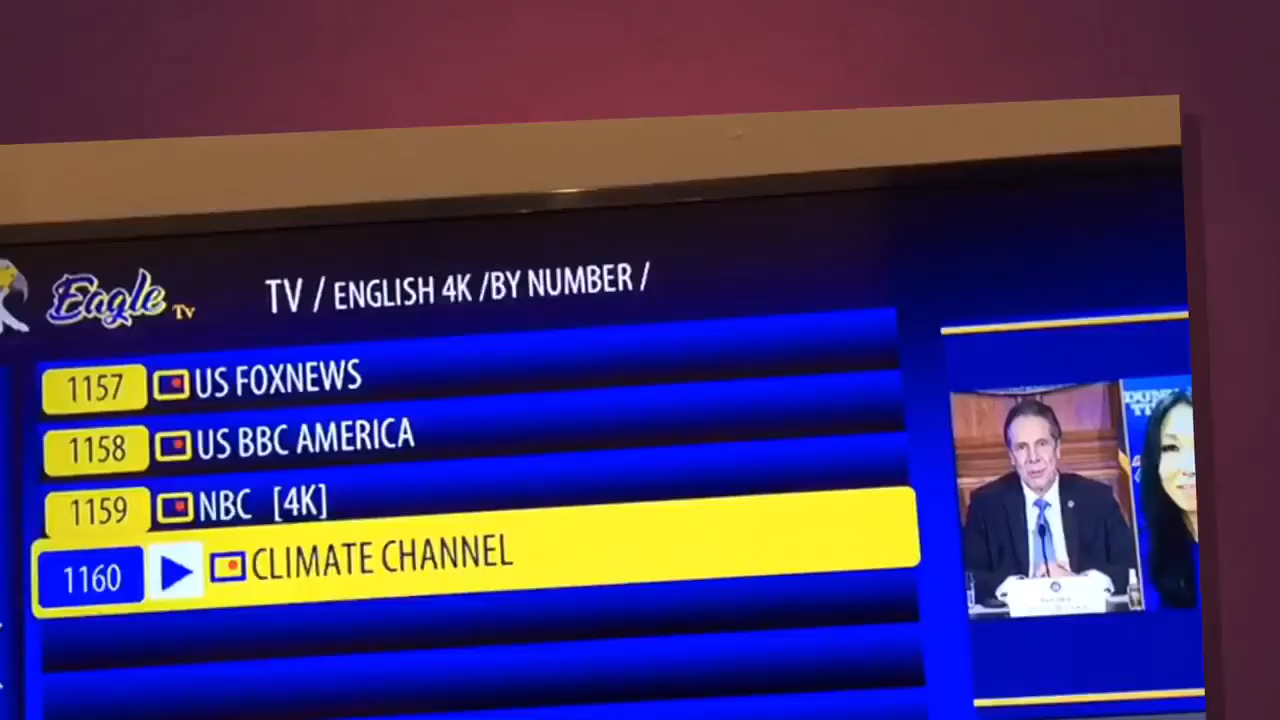 Eagle Tv
TV / ENGLISH 4K /BY NUMBER /
1157 US FOXNEWS
1158 US BBC AMERICA
1159 NBC [4K]
1160 CLIMATE CHANNEL